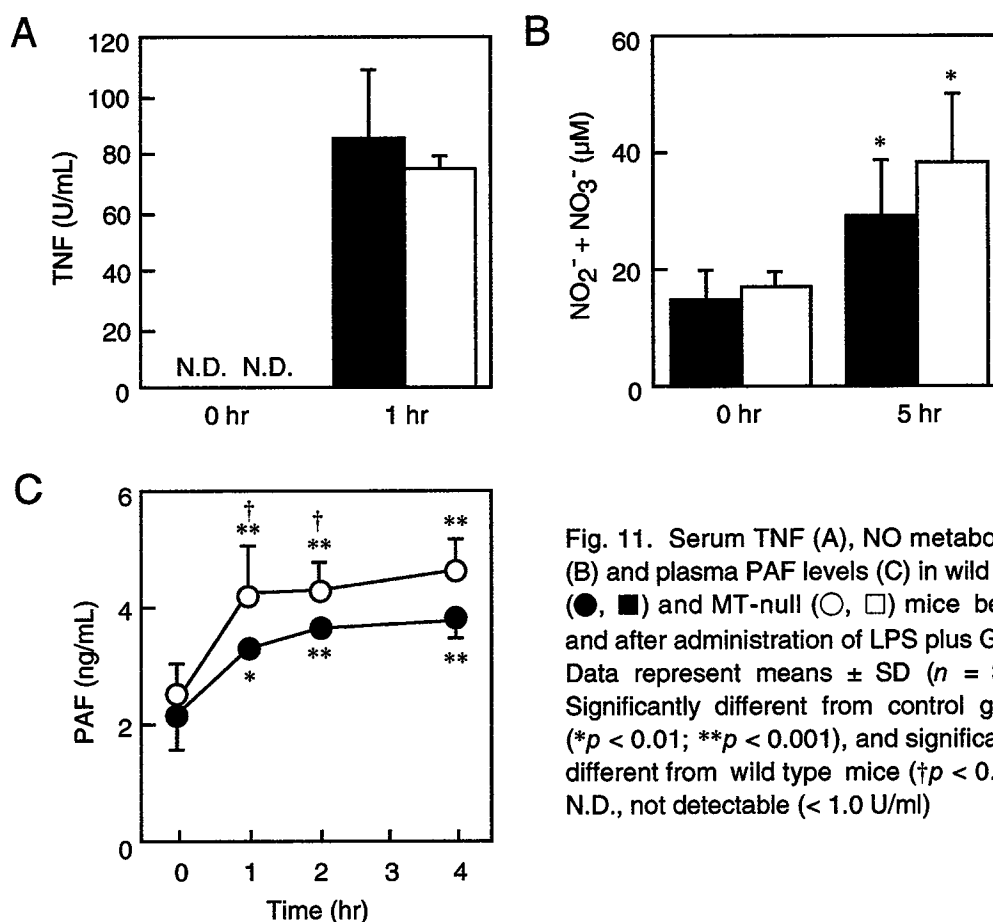 A
120
100
80
60
40
20
0
TNF (U/mL)
N.D. N.D.
0 hr 1 hr
B
60
40
20
0
NO₂⁻ + NO₃⁻ (µM)
* *
0 hr 5 hr
C
6
4
2
0
PAF (ng/mL)
† † **
** **
* ** **
0 1 2 3 4
Time (hr)
Fig. 11. Serum TNF (A), NO
(B) and plasma PAF levels (C) in wild
(●, ■) and MT-null (○, □) mice
and after administration of LPS plus
Data represent means ± SD (n =
Significantly different from control
(*p < 0.01; **p < 0.001), and
different from wild type mice (†p <
N.D., not detectable (< 1.0 U/ml)